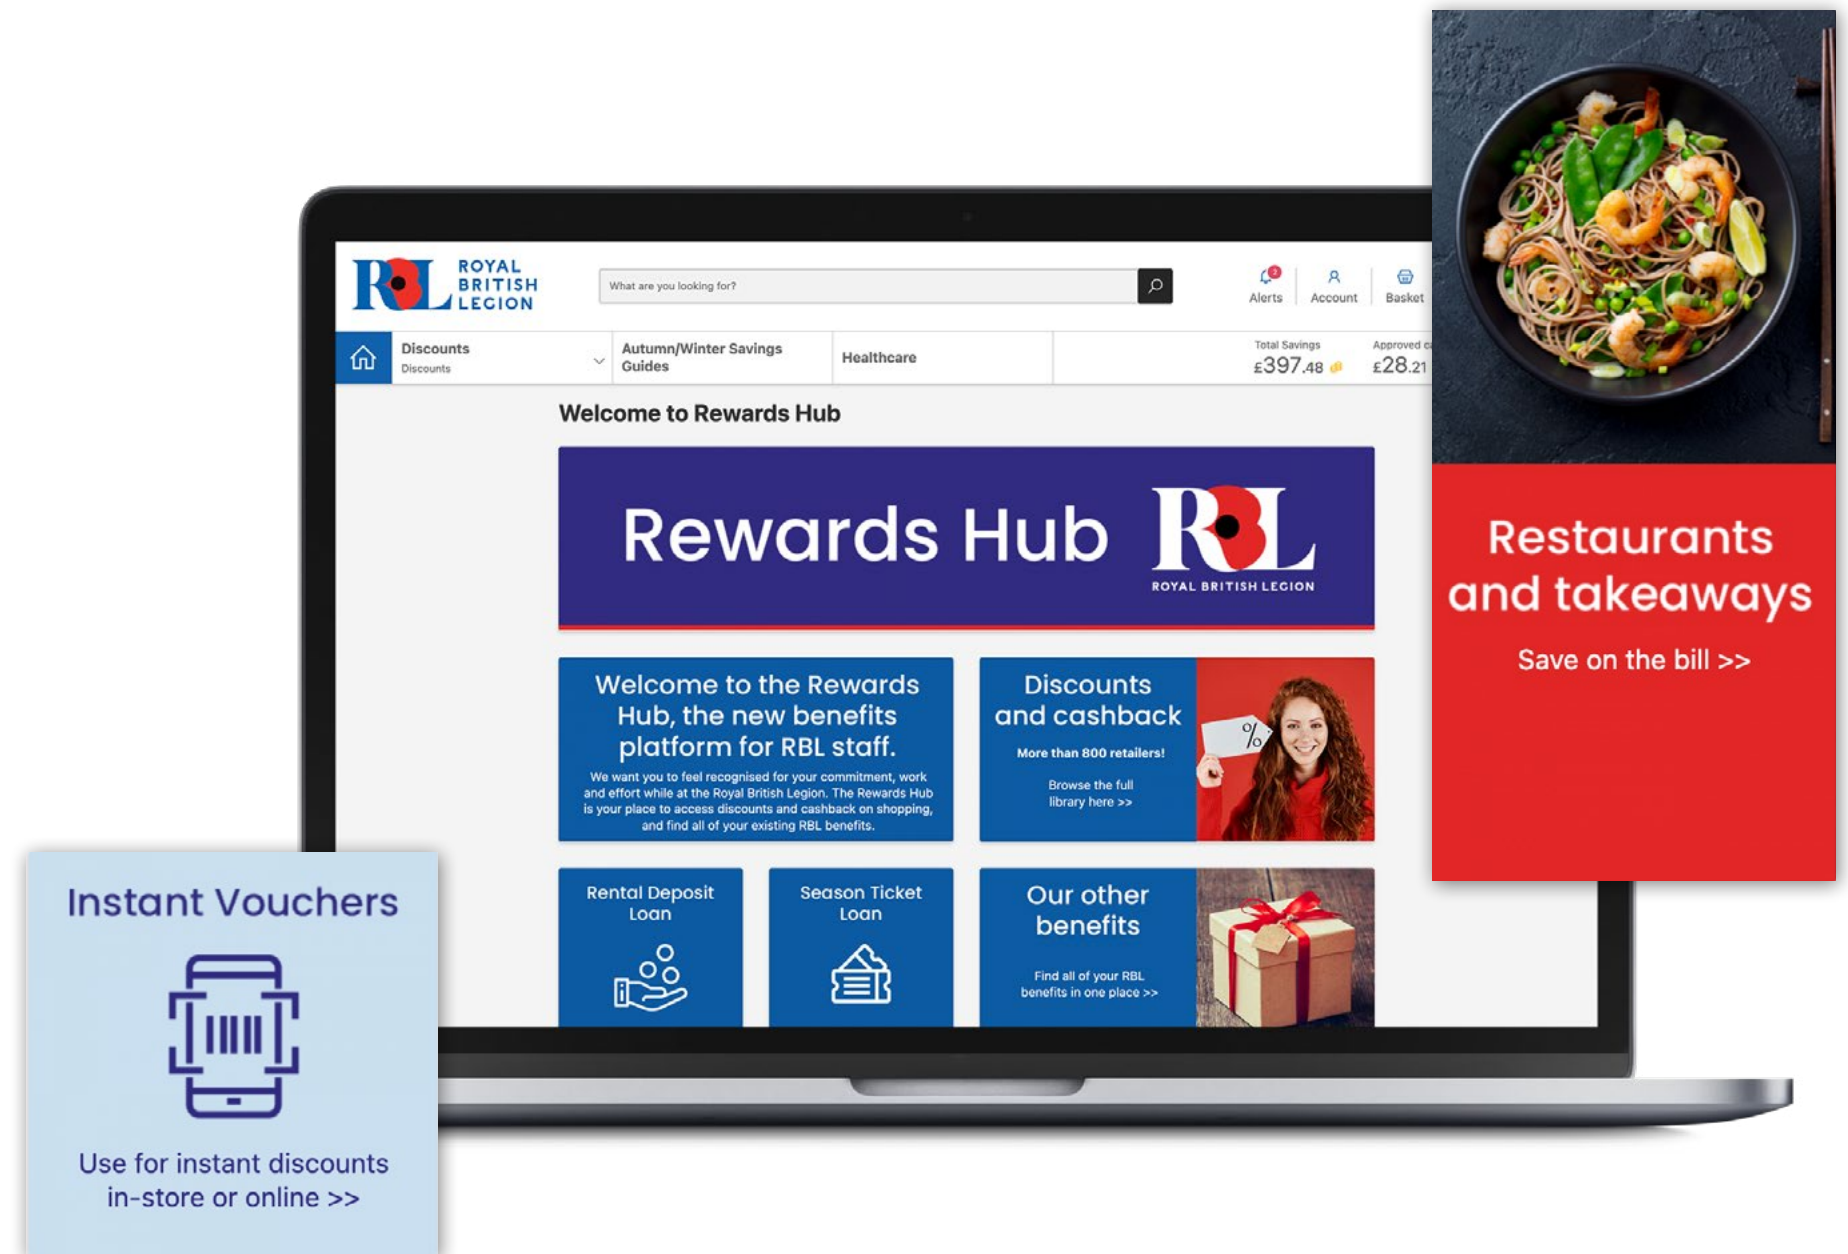 RBL ROYAL
BRITISH
LEGION
What are you looking for?
2
Alerts
Account
Basket
Discounts
Discounts
Autumn/Winter Savings
Guides
Healthcare
Total Savings
£397.48
Approved
£28.21
Welcome to Rewards Hub
Rewards Hub
RBL
ROYAL BRITISH LEGION
Welcome to the Rewards
Hub, the new benefits
platform for RBL staff.
We want you to feel recognised for your commitment, work
and effort while at the Royal British Legion. The Rewards Hub
is your place to access discounts and cashback on shopping,
and find all of your existing RBL benefits.
Discounts
and cashback
More than 800 retailers!
Browse the full
library here >>
%
Rental Deposit
Loan
Season Ticket
Loan
Our other
benefits
Find all of your RBL
benefits in one place >>
Restaurants
and takeaways
Save on the bill >>
Instant Vouchers
Use for instant discounts
in-store or online >>